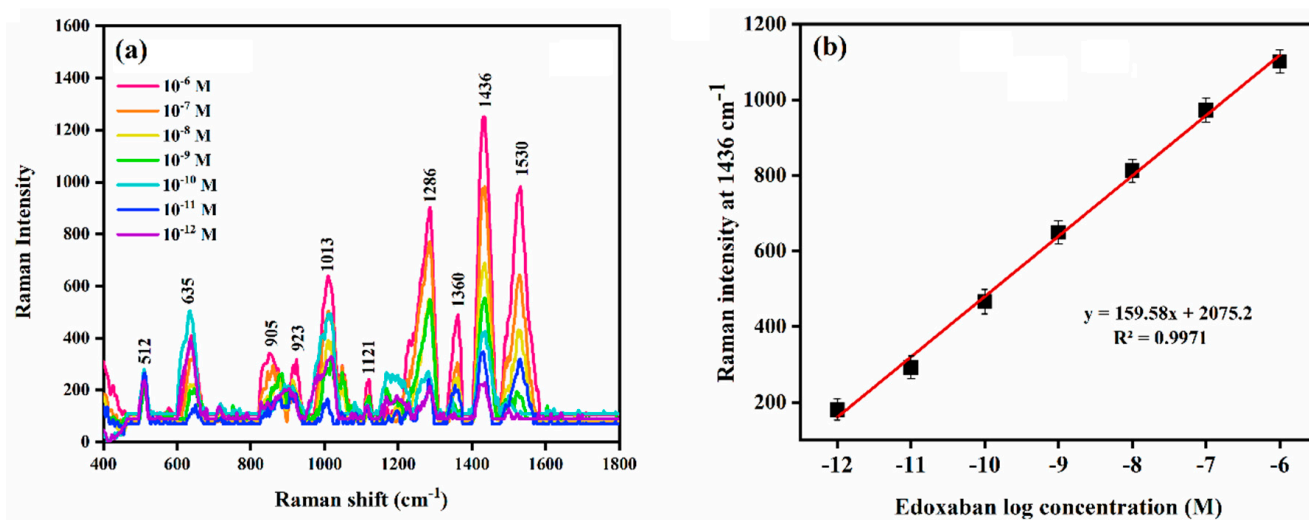 (a)
Raman Intensity
1600
1400
1200
1000
800
600
400
200
0
10⁻⁶ M
10⁻⁷ M
10⁻⁸ M
10⁻⁹ M
10⁻¹⁰ M
10⁻¹¹ M
10⁻¹² M
512
635
905
923
1013
1121
1286
1360
1436
1530
400 600 800 1000 1200 1400 1600 1800
Raman shift (cm⁻¹)
(b)
Raman intensity at 1436 cm⁻¹
1200
1000
800
600
400
200
y = 159.58x + 2075.2
R² = 0.9971
-12 -11 -10 -9 -8 -7 -6
Edoxaban log concentration (M)